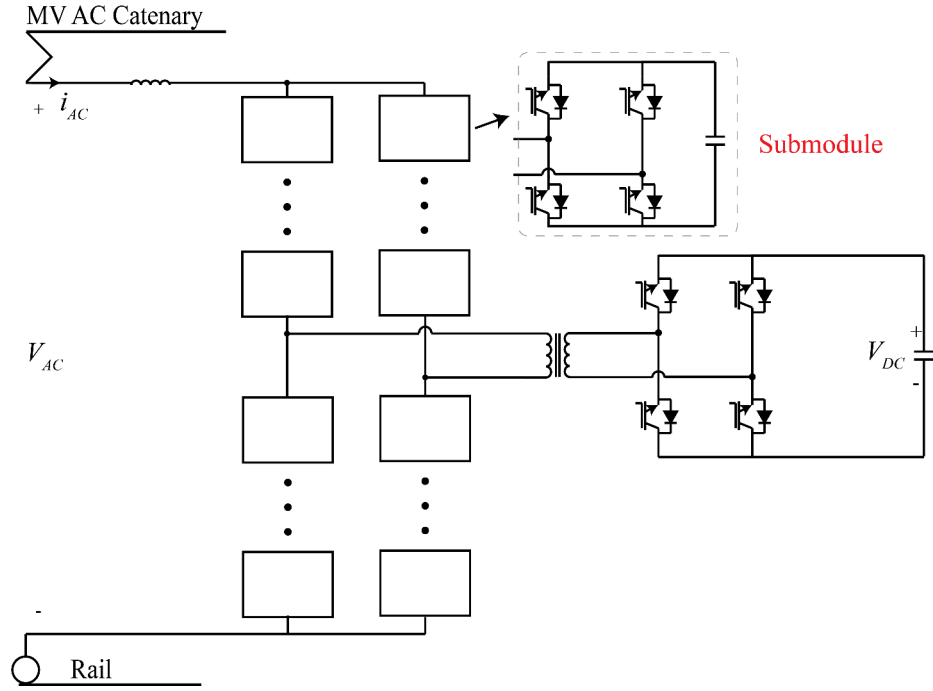 MV AC Catenary
+ i_AC
Submodule
V_AC
V_DC
+
-
-
Rail